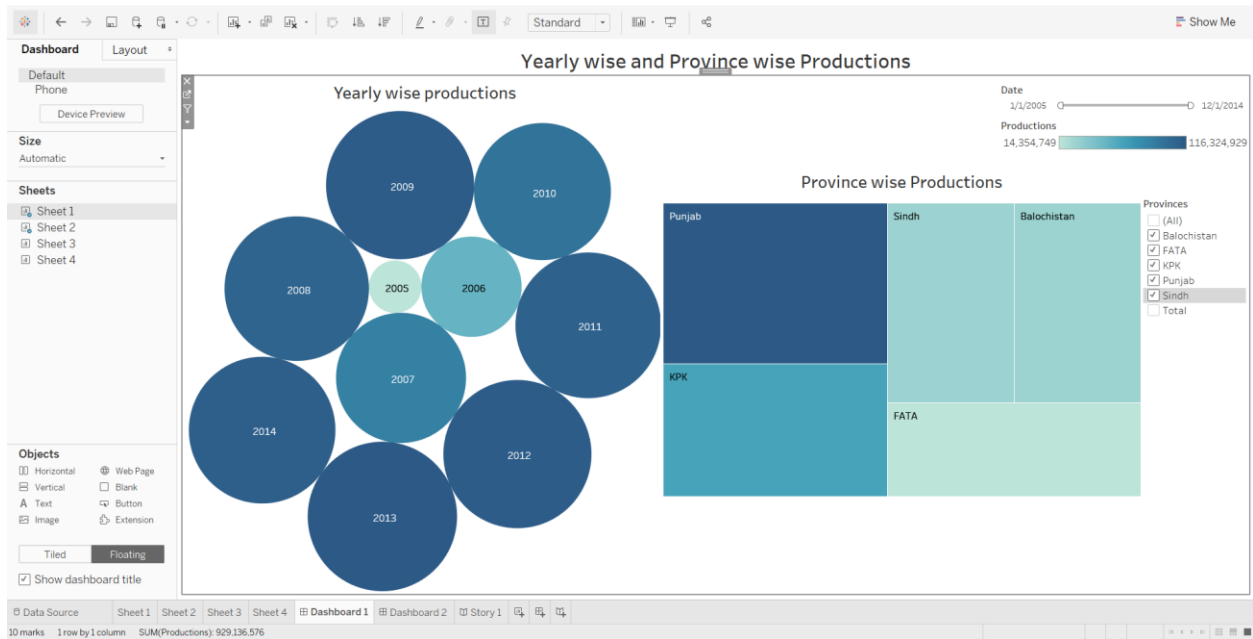 Standard
Show Me
Dashboard
Layout
Default
Phone
Device Preview
Size
Automatic
Sheets
Sheet 1
Sheet 2
Sheet 3
Sheet 4
Objects
Horizontal
Web Page
Vertical
Blank
A Text
Button
Image
Extension
Tiled
Floating
Show dashboard title
Yearly wise and Province wise Productions
Yearly wise productions
2009
2010
2008
2005
2006
2011
2007
2014
2012
2013
Date
1/1/2005
12/1/2014
Productions
14,354,749
116,324,929
Province wise Productions
Punjab
Sindh
Balochistan
KPK
FATA
Provinces
(All)
Balochistan
FATA
KPK
Punjab
Sindh
Total
Data Source
Sheet 1
Sheet 2
Sheet 3
Sheet 4
Dashboard 1
Dashboard 2
Story 1
10 marks 1 row by 1 column SUM(Productions): 929,136,576